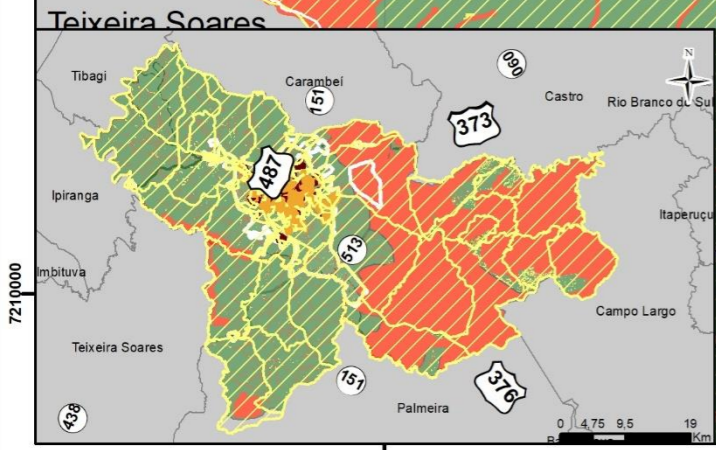 Teixeira Soares
N
Tibagi
Carambeí
090
151
Castro
Rio Branco do Sul
373
487
Ipiranga
Itaperuçu
513
Imbituva
7210000
Campo Largo
Teixeira Soares
151
376
Palmeira
438
0 4,75 9,5 19
Km